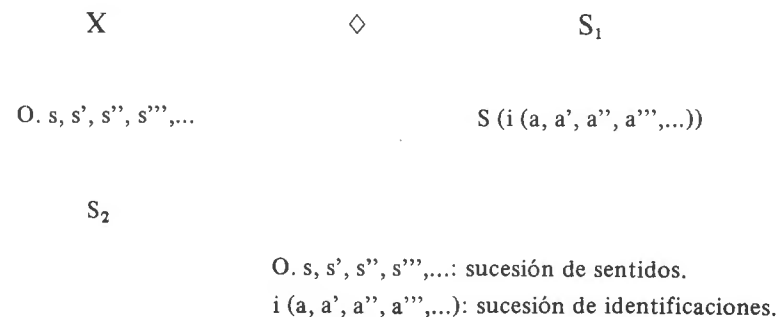 X ◇ S₁
O. s, s’, s’’, s’’’,... S (i (a, a’, a’’, a’’’,...))
S₂
O. s, s’, s’’, s’’’,...: sucesión de sentidos.
i (a, a’, a’’, a’’’,...): sucesión de identificaciones.